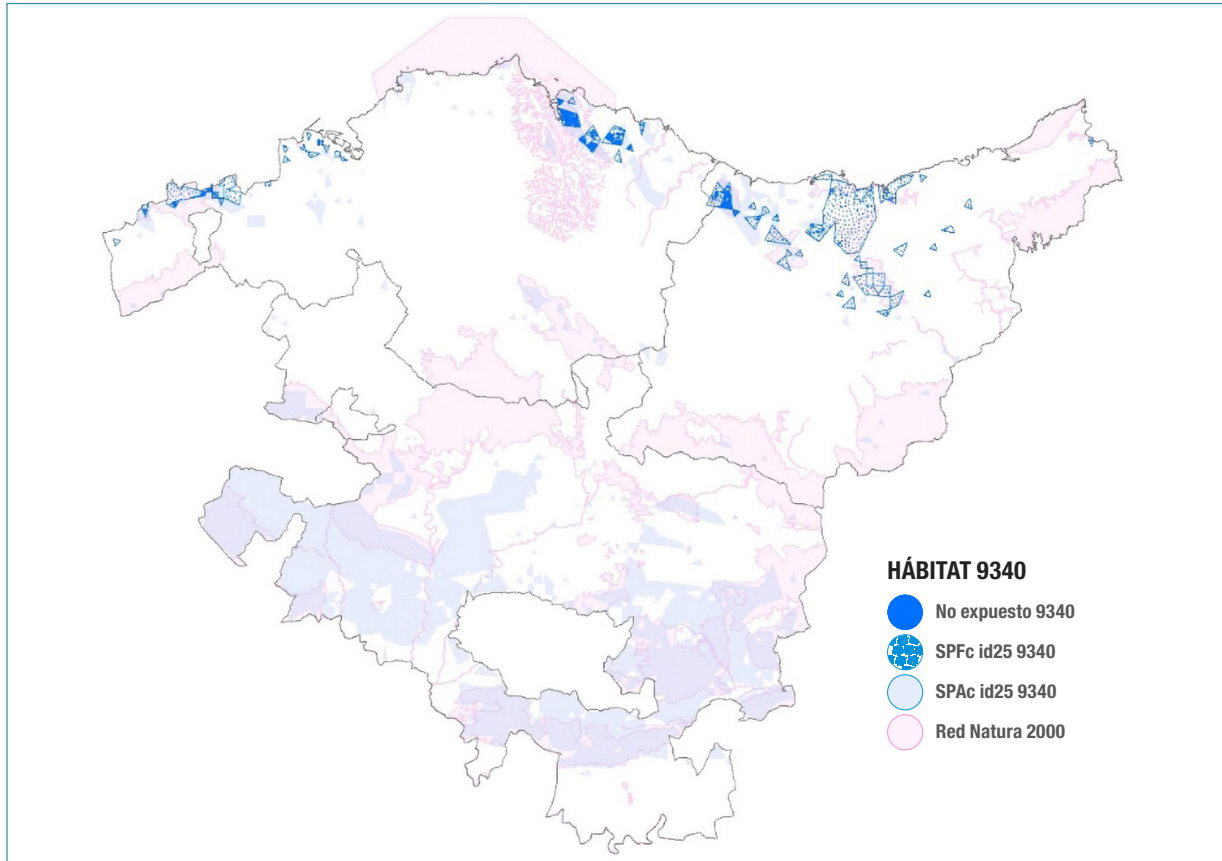 HÁBITAT 9340
No expuesto 9340
SPFc id25 9340
SPAc id25 9340
Red Natura 2000